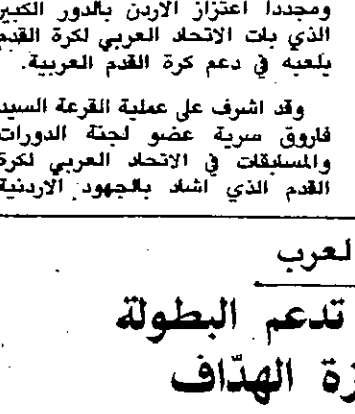 ومجددا اعتزاز الاردن بالدور الكبير
الذي بات الاتحاد العربي لكرة القدم
يلعبه في دعم كرة القدم العربية.
وقد اشرف على عملية القرعة السيد
فاروق سرية عضو لجنة الدورات
والمسابقات في الاتحاد العربي لكرة
القدم الذي اشاد بالجهود الاردنية
لعرب
تدعم البطولة
زة الهدّاف